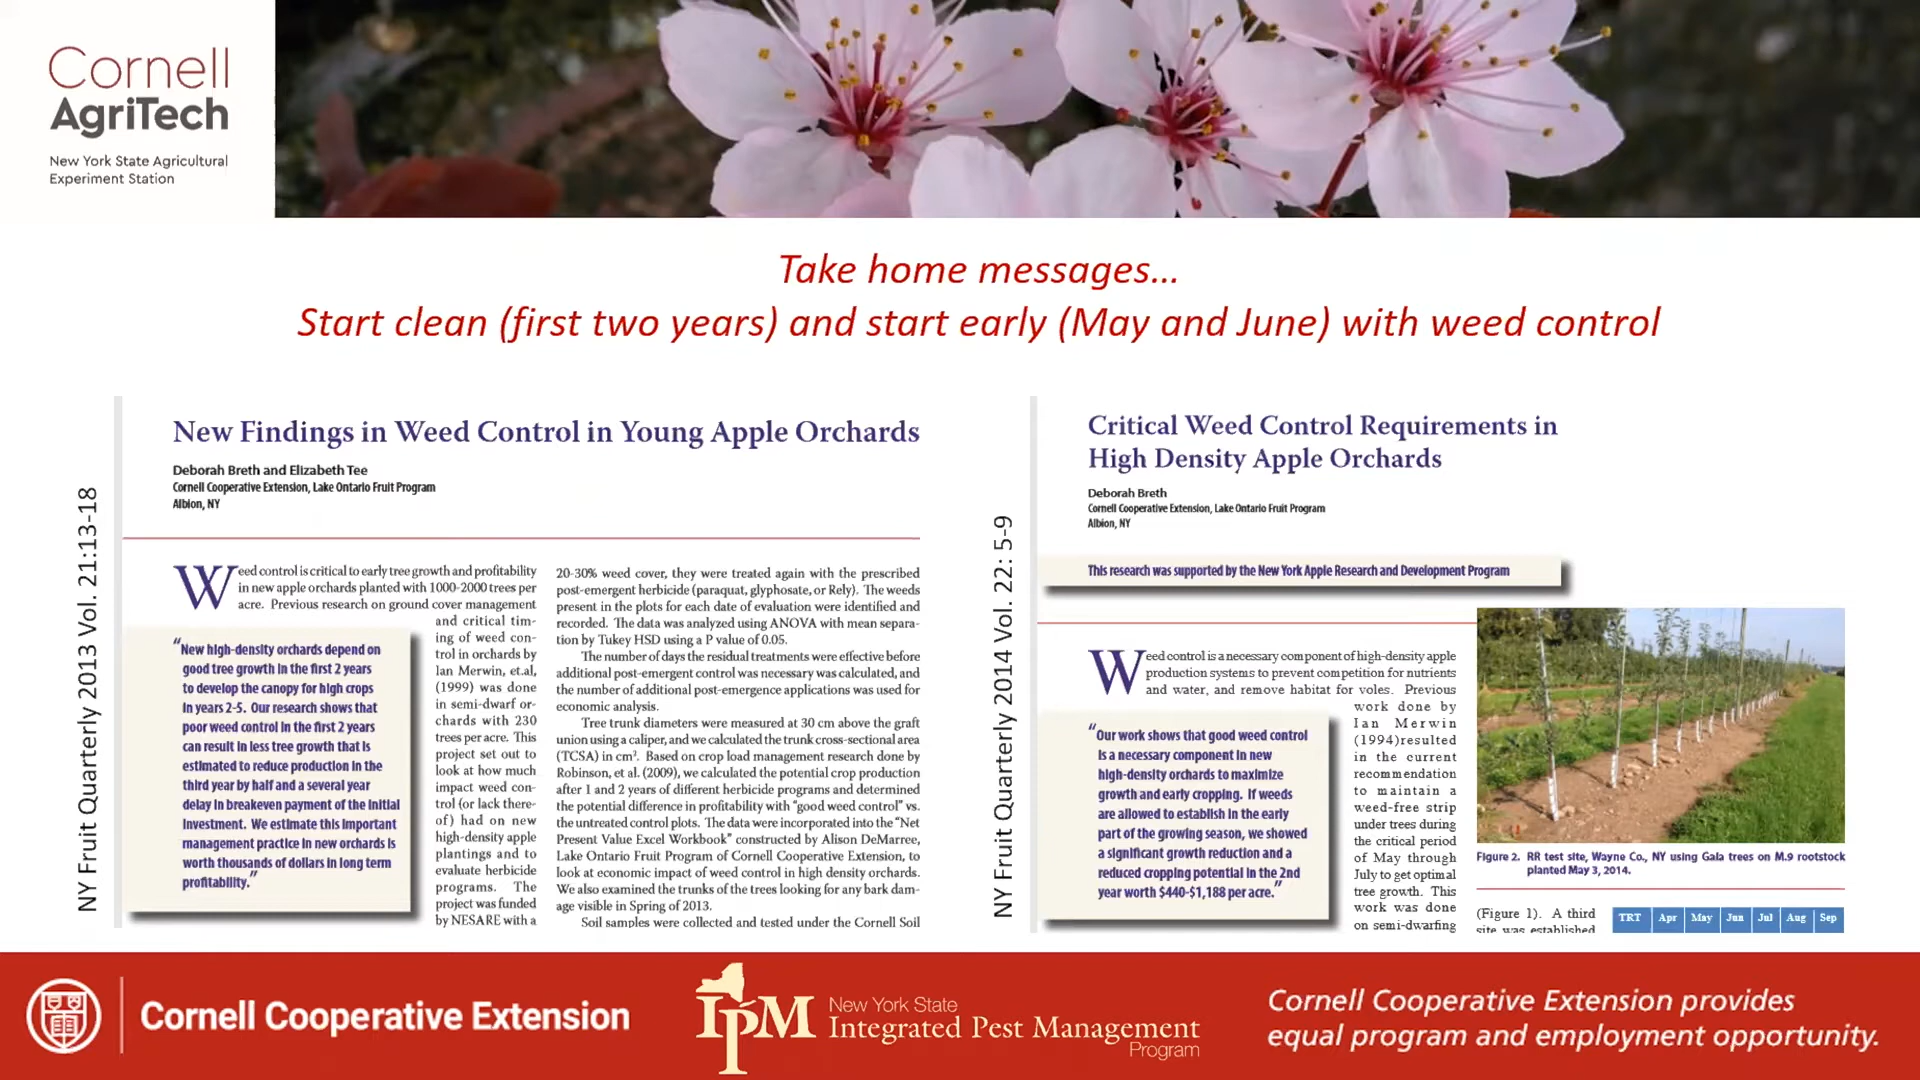 Cornell
AgriTech
New York State Agricultural
Experiment Station
Take home messages...
Start clean (first two years) and start early (May and June) with weed control
NY Fruit Quarterly 2013 Vol. 21:13-18
New Findings in Weed Control in Young Apple Orchards
Deborah Breth and Elizabeth Tee
Cornell Cooperative Extension, Lake Ontario Fruit Program
Albion, NY
Weed control is critical to early tree growth and profitability
in new apple orchards planted with 1000-2000 trees per
acre. Previous research on ground cover management
and critical tim-
ing of weed con-
trol in orchards by
Ian Merwin, et.al,
(1999) was done
in semi-dwarf or-
chards with 230
trees per acre. This
project set out to
look at how much
impact weed con-
trol (or lack there-
of) had on new
high-density apple
plantings and to
evaluate herbicide
programs. The
project was funded
by NESARE with a
“New high-density orchards depend on
good tree growth in the first 2 years
to develop the canopy for high crops
in years 2-5. Our research shows that
poor weed control in the first 2 years
can result in less tree growth that is
estimated to reduce production in the
third year by half and a several year
delay in breakeven payment of the initial
investment. We estimate this important
management practice in new orchards is
worth thousands of dollars in long term
profitability.”
20-30% weed cover, they were treated again with the prescribed
post-emergent herbicide (paraquat, glyphosate, or Rely). The weeds
present in the plots for each date of evaluation were identified and
recorded. The data was analyzed using ANOVA with mean separa-
tion by Tukey HSD using a P value of 0.05.
The number of days the residual treatments were effective before
additional post-emergent control was necessary was calculated, and
the number of additional post-emergence applications was used for
economic analysis.
Tree trunk diameters were measured at 30 cm above the graft
union using a caliper, and we calculated the trunk cross-sectional area
(TCSA) in cm². Based on crop load management research done by
Robinson, et al. (2009), we calculated the potential crop production
after 1 and 2 years of different herbicide programs and determined
the potential difference in profitability with “good weed control” vs.
the untreated control plots. The data were incorporated into the “Net
Present Value Excel Workbook” constructed by Alison DeMarree,
Lake Ontario Fruit Program of Cornell Cooperative Extension, to
look at economic impact of weed control in high density orchards.
We also examined the trunks of the trees looking for any bark dam-
age visible in Spring of 2013.
Soil samples were collected and tested under the Cornell Soil
NY Fruit Quarterly 2014 Vol. 22: 5-9
Critical Weed Control Requirements in
High Density Apple Orchards
Deborah Breth
Cornell Cooperative Extension, Lake Ontario Fruit Program
Albion, NY
This research was supported by the New York Apple Research and Development Program
Weed control is a necessary component of high-density apple
production systems to prevent competition for nutrients
and water, and remove habitat for voles. Previous
work done by
Ian Merwin
(1994)resulted
in the current
recommendation
to maintain a
weed-free strip
under trees during
the critical period
of May through
July to get optimal
tree growth. This
work was done
on semi-dwarfing
“Our work shows that good weed control
is a necessary component in new
high-density orchards to maximize
growth and early cropping. If weeds
are allowed to establish in the early
part of the growing season, we showed
a significant growth reduction and a
reduced cropping potential in the 2nd
year worth $440-$1,188 per acre.”
Figure 2. RR test site, Wayne Co., NY using Gala trees on M.9 rootstock
planted May 3, 2014.
(Figure 1). A third
site was established
TRT Apr May Jun Jul Aug Sep
Cornell Cooperative Extension
IPM
New York State
Integrated Pest Management
Program
Cornell Cooperative Extension provides
equal program and employment opportunity.